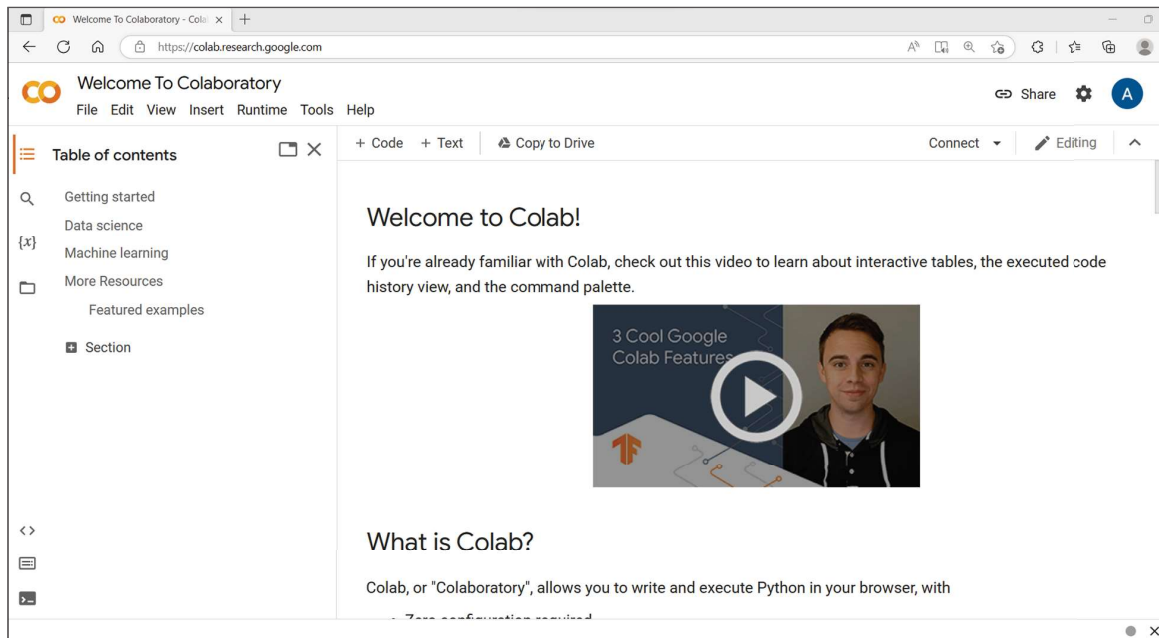 Welcome To Colaboratory - Cola
https://colab.research.google.com
Welcome To Colaboratory
File Edit View Insert Runtime Tools Help
Share
A
Table of contents
+ Code + Text Copy to Drive
Connect
Editing
Getting started
Data science
{x}
Machine learning
More Resources
Featured examples
Section
Welcome to Colab!
If you're already familiar with Colab, check out this video to learn about interactive tables, the executed code
history view, and the command palette.
3 Cool Google
Colab Features
What is Colab?
Colab, or "Colaboratory", allows you to write and execute Python in your browser, with
• Zero configuration required